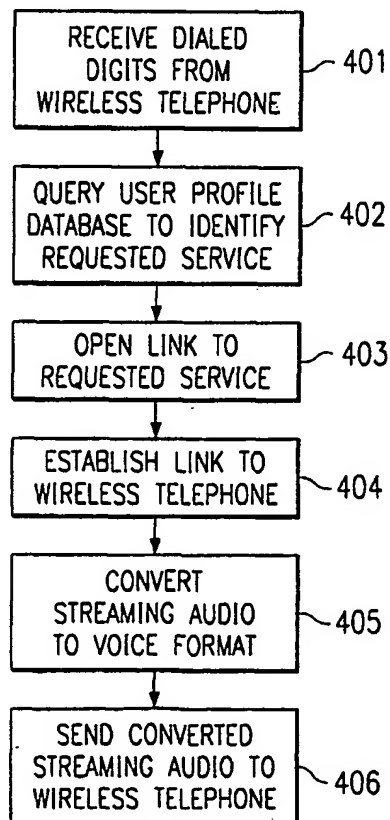 RECEIVE DIALED
DIGITS FROM
WIRELESS TELEPHONE
401
QUERY USER PROFILE
DATABASE TO IDENTIFY
REQUESTED SERVICE
402
OPEN LINK TO
REQUESTED SERVICE
403
ESTABLISH LINK TO
WIRELESS TELEPHONE
404
CONVERT
STREAMING AUDIO
TO VOICE FORMAT
405
SEND CONVERTED
STREAMING AUDIO TO
WIRELESS TELEPHONE
406